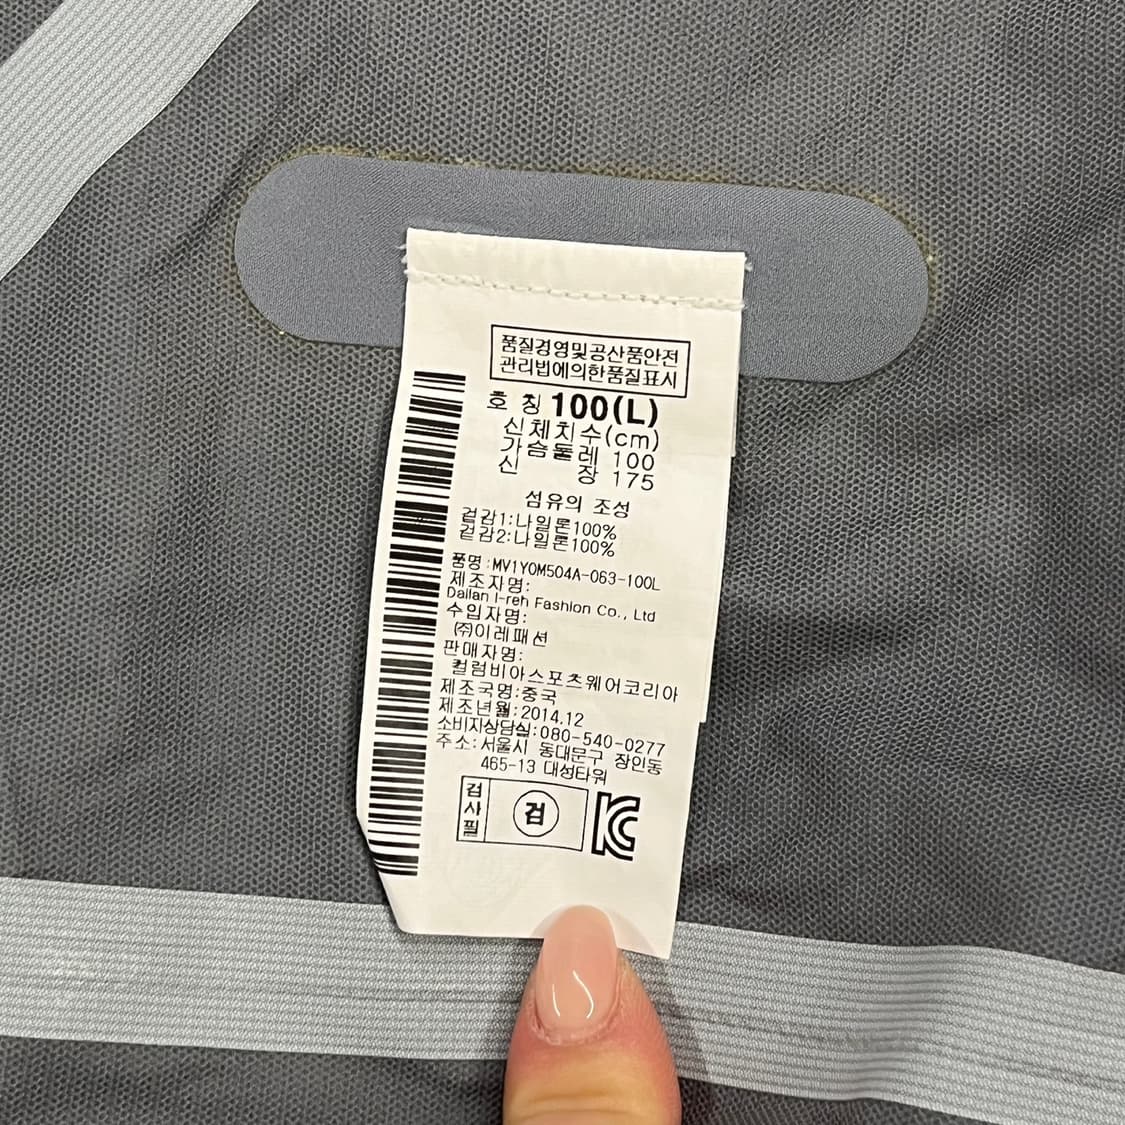 품질경영및공산품안전
관리법에의한품질표시
호 칭 100(L)
신체치수(cm)
가슴둘레 100
신 장 175
섬유의 조성
겉감1:나일론100%
겉감2:나일론100%
품명:MV1Y0M504A-063-100L
제조자명:
Dalian I-reh Fashion Co., Ltd
수입자명:
㈜이레패션
판매자명:
컬럼비아스포츠웨어코리아
제조국명:중국
제조년월:2014.12
소비자상담실:080-540-0277
주소:서울시 동대문구 장안동
465-13 대성타워
검사필
검
KC